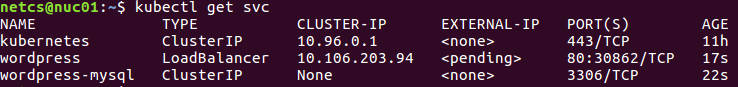 netcs@nuc01:~$ kubectl get svc
NAME TYPE CLUSTER-IP EXTERNAL-IP PORT(S) AGE
kubernetes ClusterIP 10.96.0.1 <none> 443/TCP 11h
wordpress LoadBalancer 10.106.203.94 <pending> 80:30862/TCP 17s
wordpress-mysql ClusterIP None <none> 3306/TCP 22s